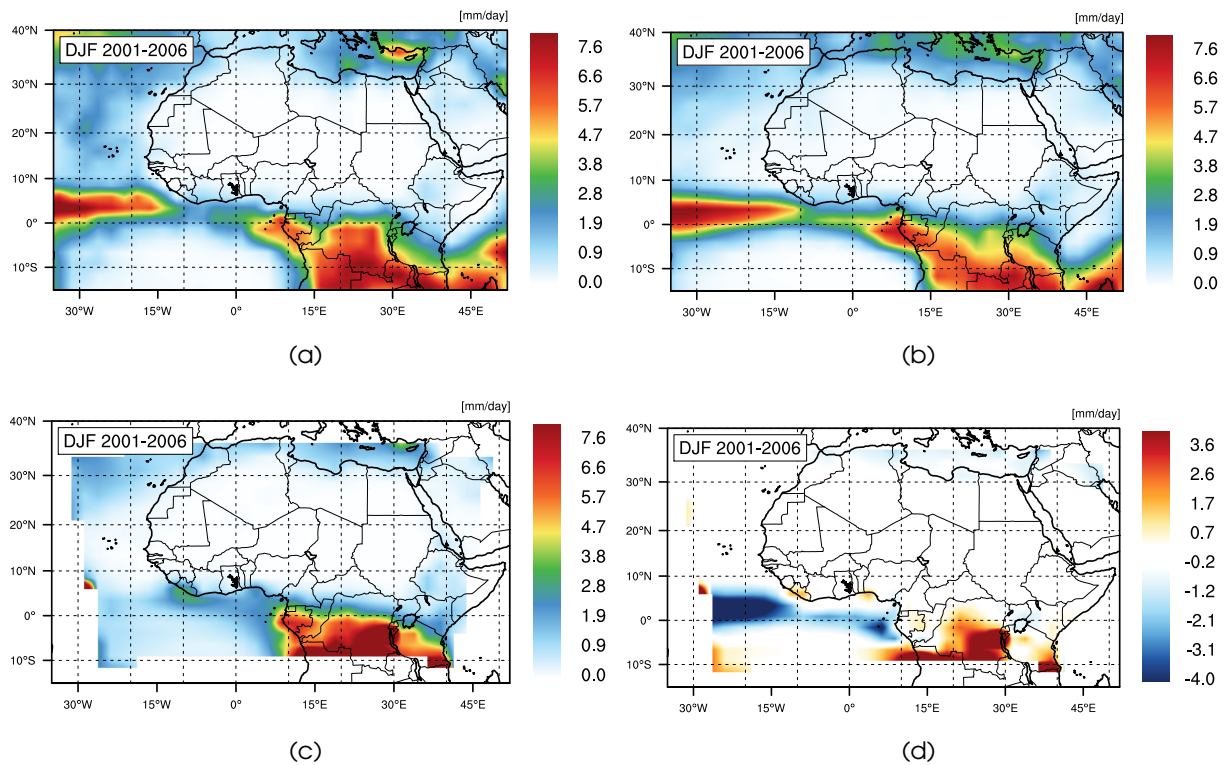 [mm/day]
40°N
30°N
20°N
10°N
0°
10°S
DJF 2001-2006
30°W 15°W 0° 15°E 30°E 45°E
7.6
6.6
5.7
4.7
3.8
2.8
1.9
0.9
0.0
(a)
[mm/day]
40°N
30°N
20°N
10°N
0°
10°S
DJF 2001-2006
30°W 15°W 0° 15°E 30°E 45°E
7.6
6.6
5.7
4.7
3.8
2.8
1.9
0.9
0.0
(b)
[mm/day]
40°N
30°N
20°N
10°N
0°
10°S
DJF 2001-2006
30°W 15°W 0° 15°E 30°E 45°E
7.6
6.6
5.7
4.7
3.8
2.8
1.9
0.9
0.0
(c)
[mm/day]
40°N
30°N
20°N
10°N
0°
10°S
DJF 2001-2006
30°W 15°W 0° 15°E 30°E 45°E
3.6
2.6
1.7
0.7
-0.2
-1.2
-2.1
-3.1
-4.0
(d)